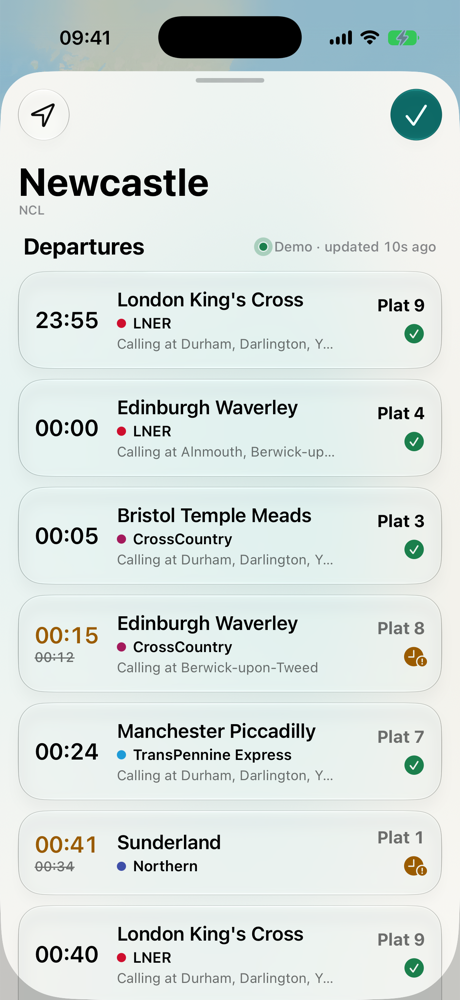 09:41
Newcastle
NCL
Departures
Demo · updated 10s ago
23:55
London King's Cross
LNER
Calling at Durham, Darlington, Y...
Plat 9
00:00
Edinburgh Waverley
LNER
Calling at Alnmouth, Berwick-up...
Plat 4
00:05
Bristol Temple Meads
CrossCountry
Calling at Durham, Darlington, Y...
Plat 3
00:15
00:12
Edinburgh Waverley
CrossCountry
Calling at Berwick-upon-Tweed
Plat 8
00:24
Manchester Piccadilly
TransPennine Express
Calling at Durham, Darlington, Y...
Plat 7
00:41
00:34
Sunderland
Northern
Plat 1
00:40
London King's Cross
LNER
Calling at Durham, Darlington, Y...
Plat 9